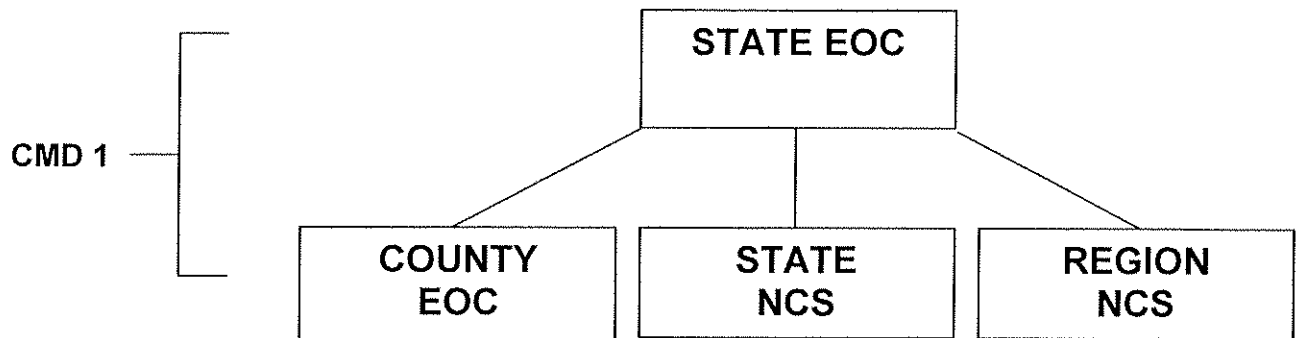 STATE EOC
CMD 1
COUNTY
EOC
STATE
NCS
REGION
NCS